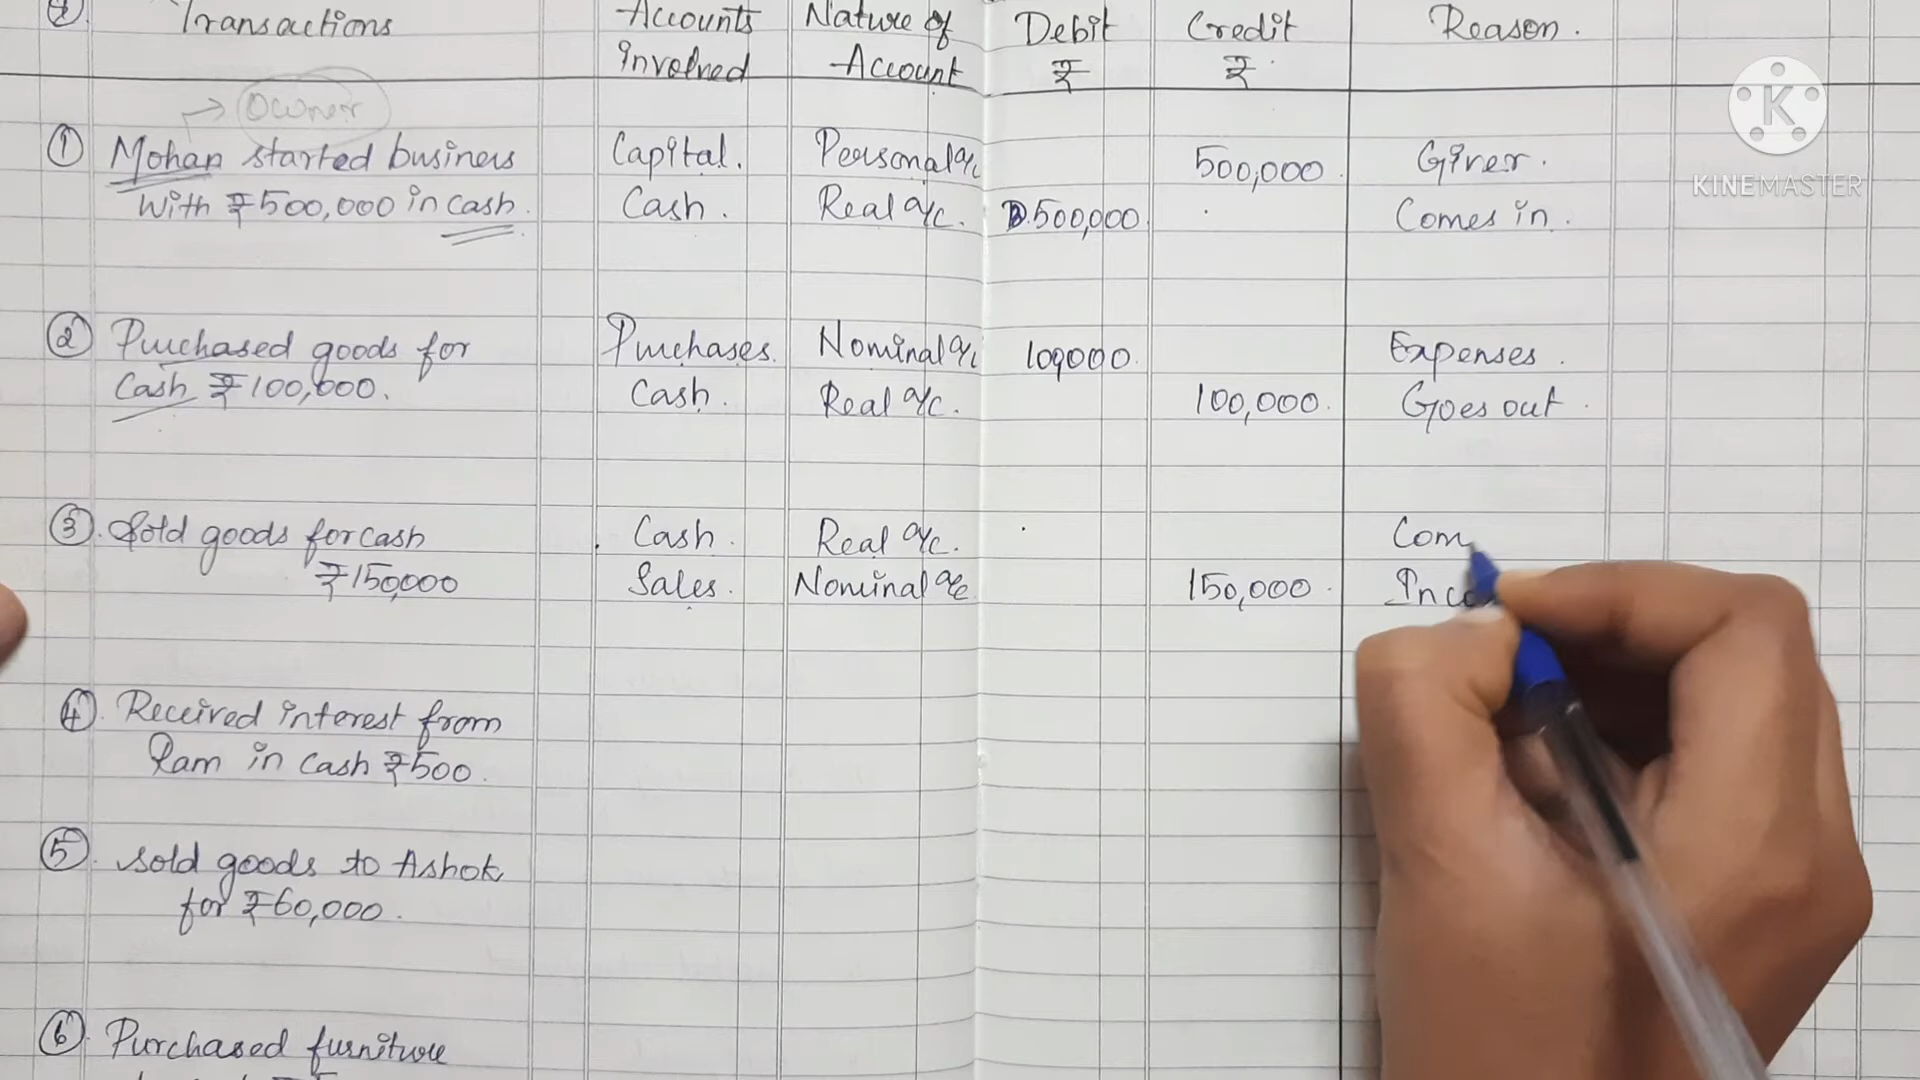 Transactions Accounts Nature of Debit Credit Reason.
Involved Account ₹ ₹
→ Owner
① Mohan started business Capital. Personal a/c 500,000 Giver.
With ₹500,000 in cash. Cash. Real a/c. 500,000 Comes in.
② Purchased goods for Purchases. Nominal a/c 100000 Expenses.
Cash ₹100,000. Cash. Real a/c. 100,000. Goes out.
③. Sold goods for cash Cash. Real a/c. Com
₹150,000 Sales. Nominal a/c 150,000.
④. Received interest from
Ram in cash ₹500.
⑤. sold goods to Ashok
for ₹60,000.
⑥. Purchased furniture
K
KINEMASTER